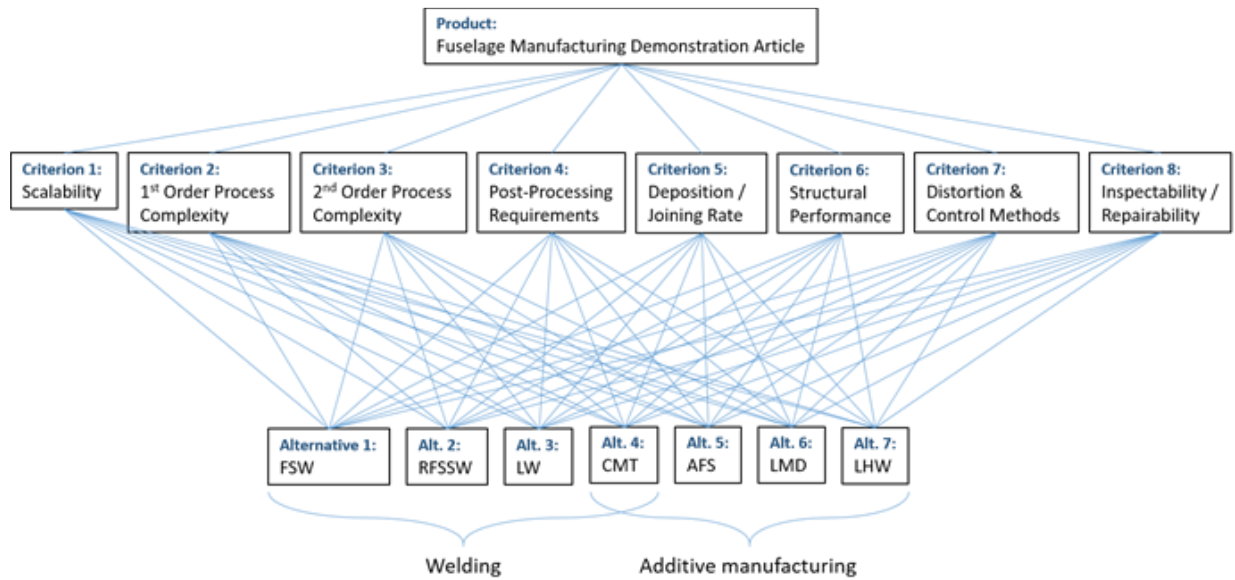 Product:
Fuselage Manufacturing Demonstration Article
Criterion 1:
Scalability
Criterion 2:
1st Order Process
Complexity
Criterion 3:
2nd Order Process
Complexity
Criterion 4:
Post-Processing
Requirements
Criterion 5:
Deposition /
Joining Rate
Criterion 6:
Structural
Performance
Criterion 7:
Distortion &
Control Methods
Criterion 8:
Inspectability /
Repairability
Alternative 1:
FSW
Alt. 2:
RFSSW
Alt. 3:
LW
Alt. 4:
CMT
Alt. 5:
AFS
Alt. 6:
LMD
Alt. 7:
LHW
Welding
Additive manufacturing